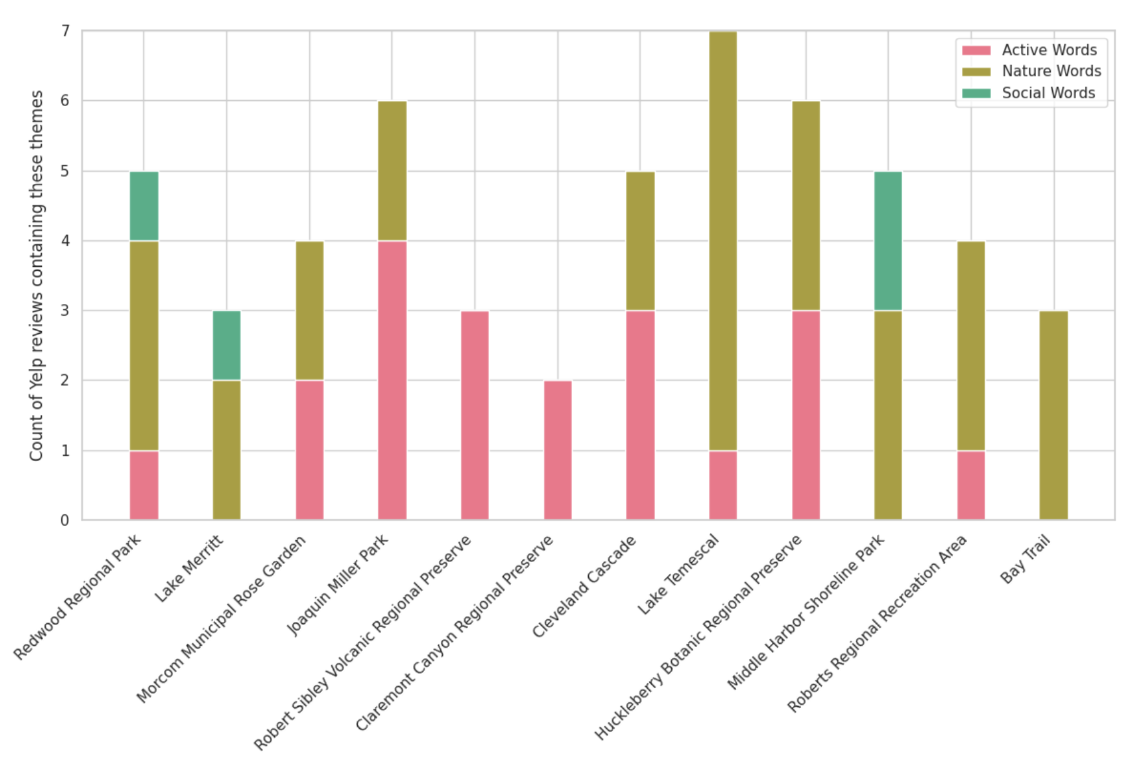 7
6
5
4
3
2
1
0
Count of Yelp reviews containing these themes
Active Words
Nature Words
Social Words
Redwood Regional Park
Lake Merritt
Morcom Municipal Rose Garden
Joaquin Miller Park
Robert Sibley Volcanic Regional Preserve
Claremont Canyon Regional Preserve
Cleveland Cascade
Lake Temescal
Huckleberry Botanic Regional Preserve
Middle Harbor Shoreline Park
Roberts Regional Recreation Area
Bay Trail